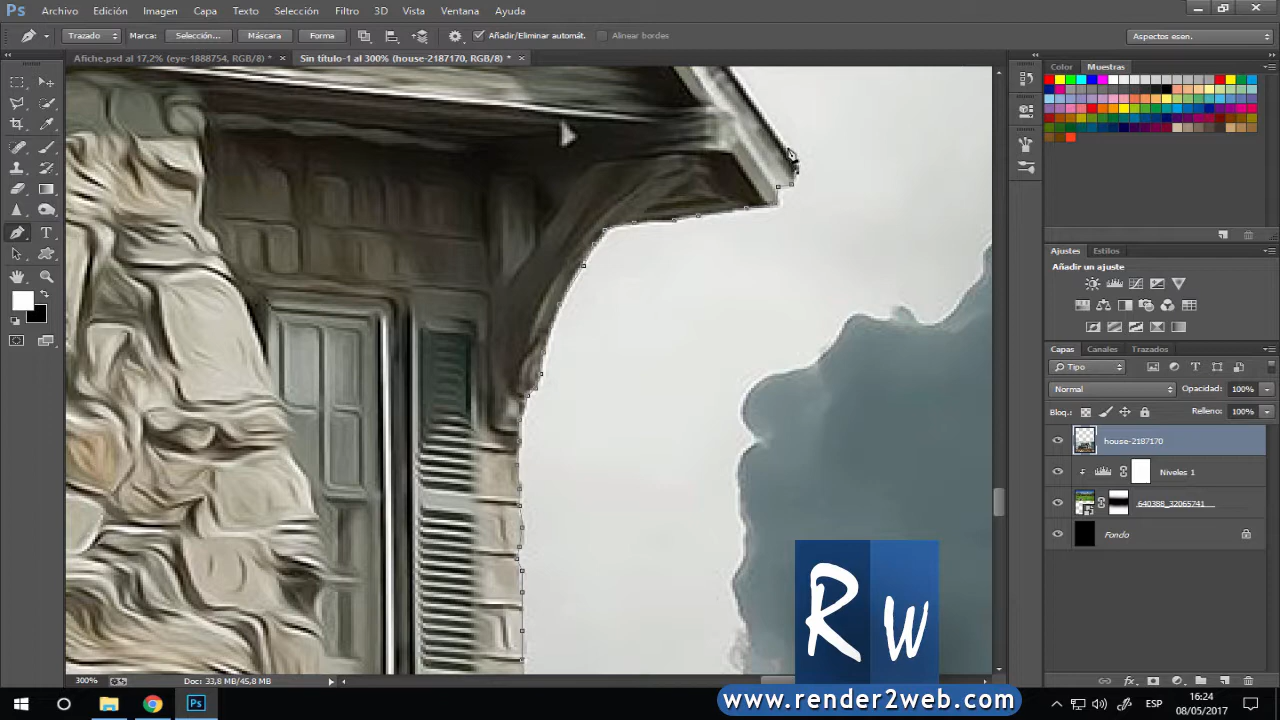 Ps Archivo Edición Imagen Capa Texto Selección Filtro 3D Vista Ventana Ayuda
Trazado Marca: Selección... Máscara Forma Añadir/Eliminar automát. Alinear bordes Aspectos esen.
Afiche.psd al 17,2% (eye-1888754, RGB/8) * × Sin título-1 al 300% (house-2187170, RGB/8) * ×
Color Muestras
Ajustes Estilos
Añadir un ajuste
Capas Canales Trazados
Tipo
Normal Opacidad: 100%
Bloq.: Relleno: 100%
house-2187170
Niveles 1
640388_32065741
Fondo
RW
www.render2web.com
300% Doc: 33,8 MB/45,8 MB
Ps ESP 16:24
08/05/2017